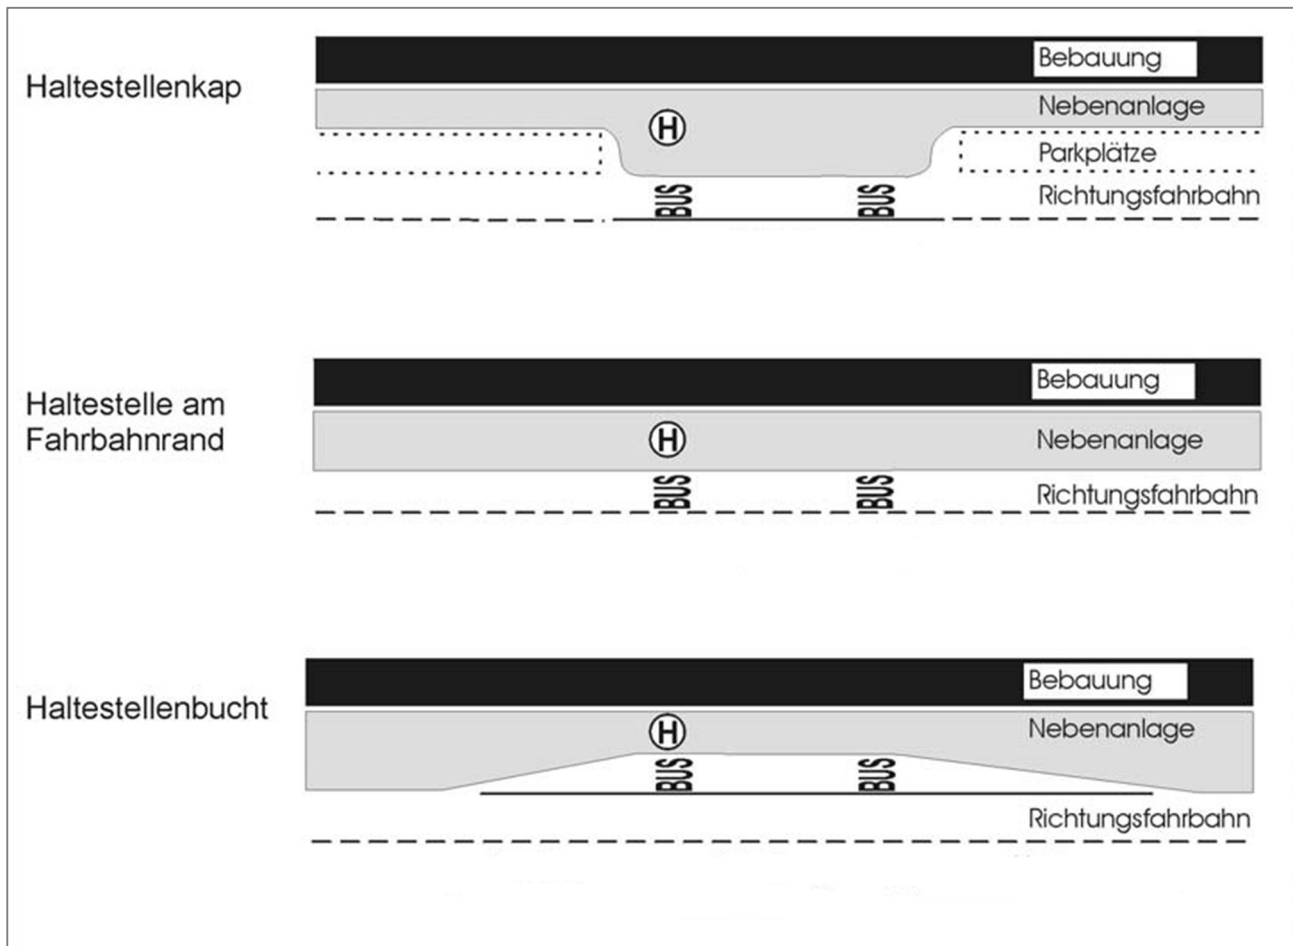 Haltestellenkap
Bebauung
Nebenanlage
H
Parkplätze
Richtungsfahrbahn
BUS BUS
Haltestelle am
Fahrbahnrand
Bebauung
Nebenanlage
H
Richtungsfahrbahn
BUS BUS
Haltestellenbucht
Bebauung
Nebenanlage
H
BUS BUS
Richtungsfahrbahn